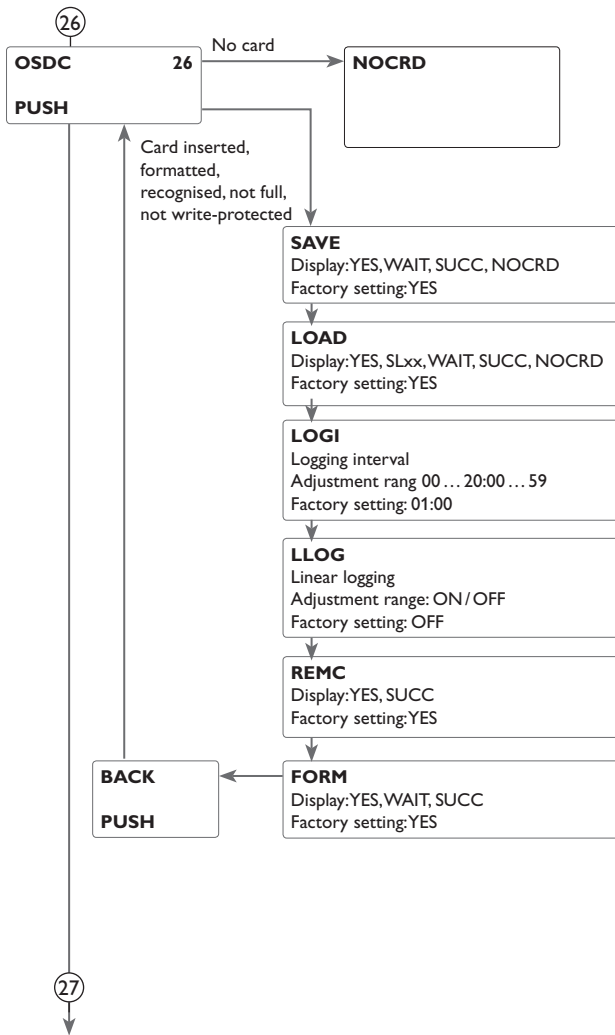 26
OSDC 26
PUSH
No card
NOCRD
Card inserted,
formatted,
recognised, not full,
not write-protected
SAVE
Display:YES, WAIT, SUCC, NOCRD
Factory setting:YES
LOAD
Display:YES, SLxx, WAIT, SUCC, NOCRD
Factory setting:YES
LOGI
Logging interval
Adjustment rang 00 … 20:00 … 59
Factory setting: 01:00
LLOG
Linear logging
Adjustment range: ON / OFF
Factory setting: OFF
REMC
Display:YES, SUCC
Factory setting:YES
BACK
PUSH
FORM
Display:YES, WAIT, SUCC
Factory setting:YES
27